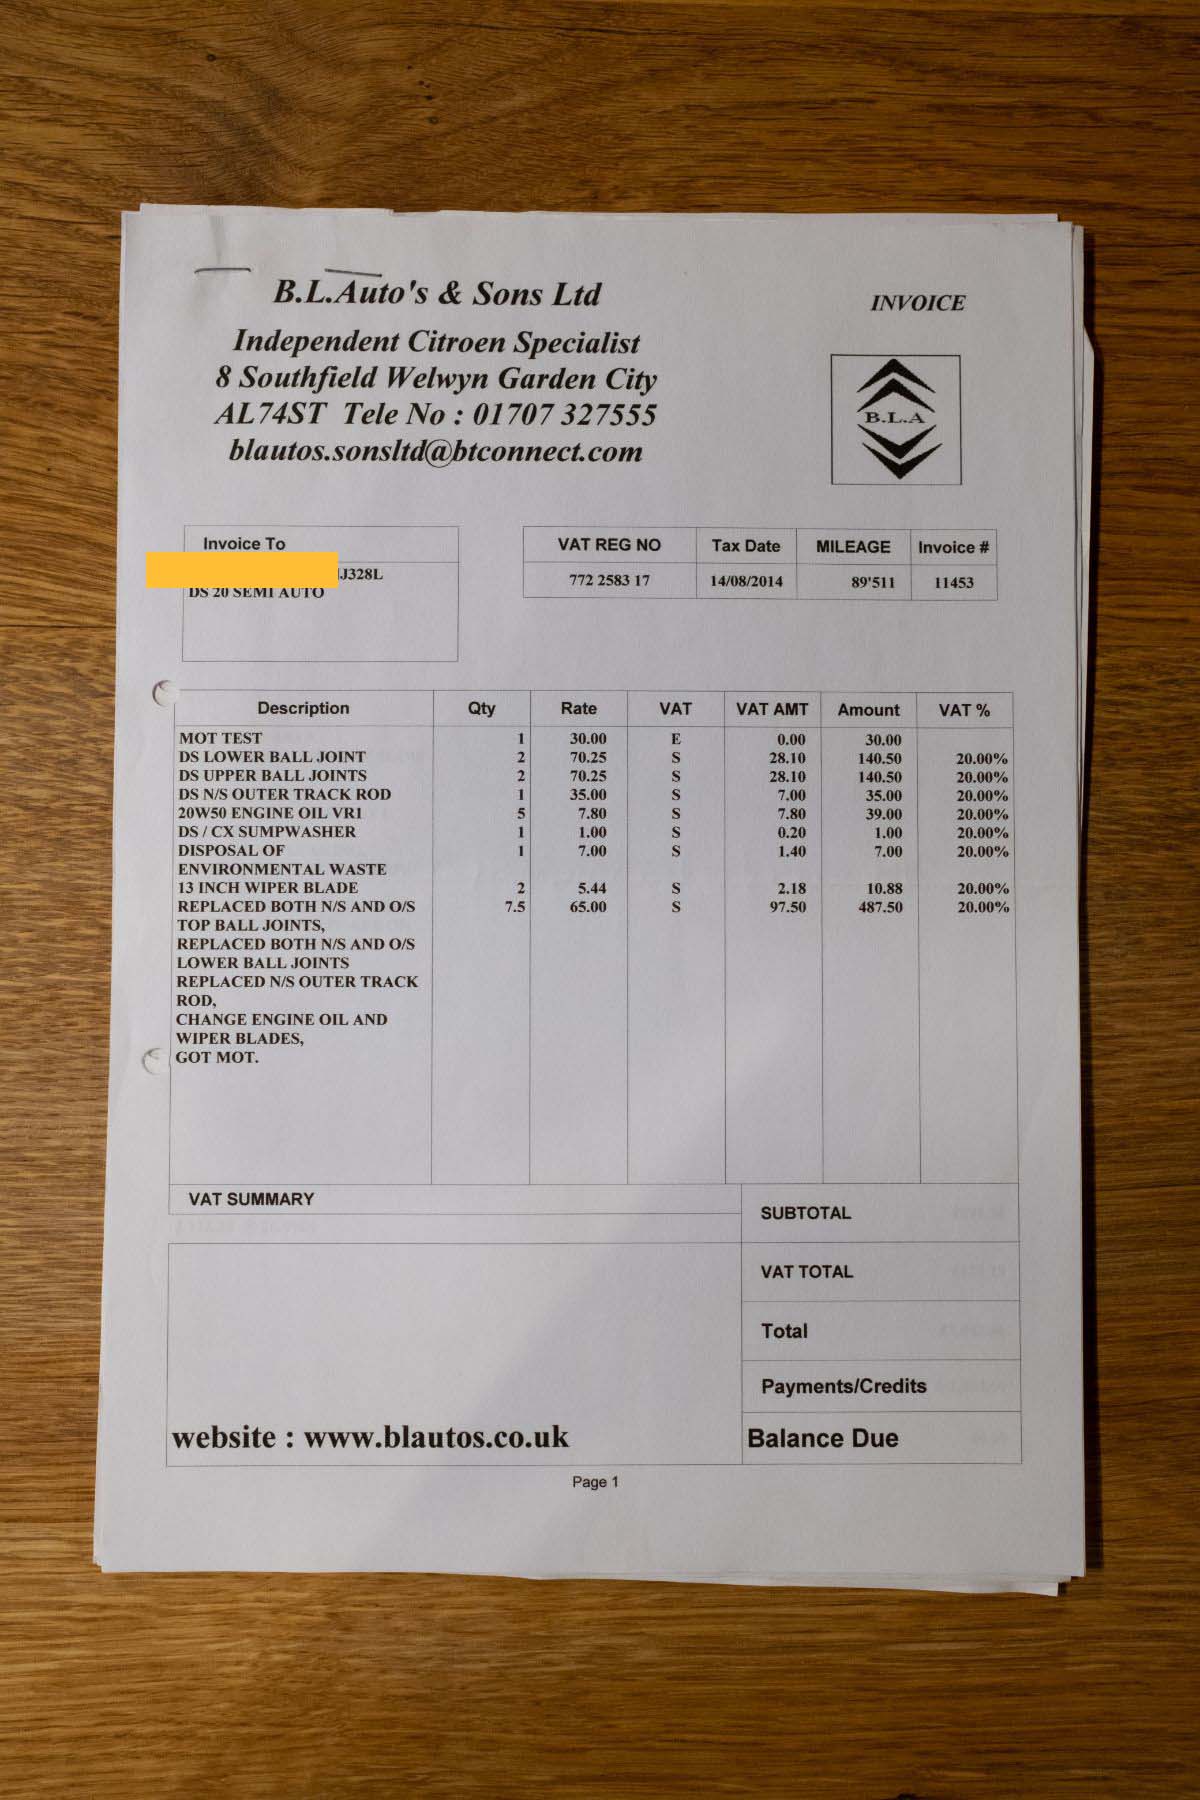 B.L.Auto's & Sons Ltd
INVOICE
Independent Citroen Specialist
8 Southfield Welwyn Garden City
AL74ST Tele No : 01707 327555
blautos.sonsltd@btconnect.com
B.L.A
Invoice To
J328L
DS 20 SEMI AUTO
VAT REG NO Tax Date MILEAGE Invoice #
772 2583 17 14/08/2014 89'511 11453
Description Qty Rate VAT VAT AMT Amount VAT %
MOT TEST 1 30.00 E 0.00 30.00
DS LOWER BALL JOINT 2 70.25 S 28.10 140.50 20.00%
DS UPPER BALL JOINTS 2 70.25 S 28.10 140.50 20.00%
DS N/S OUTER TRACK ROD 1 35.00 S 7.00 35.00 20.00%
20W50 ENGINE OIL VR1 5 7.80 S 7.80 39.00 20.00%
DS / CX SUMPWASHER 1 1.00 S 0.20 1.00 20.00%
DISPOSAL OF 1 7.00 S 1.40 7.00 20.00%
ENVIRONMENTAL WASTE
13 INCH WIPER BLADE 2 5.44 S 2.18 10.88 20.00%
REPLACED BOTH N/S AND O/S 7.5 65.00 S 97.50 487.50 20.00%
TOP BALL JOINTS,
REPLACED BOTH N/S AND O/S
LOWER BALL JOINTS
REPLACED N/S OUTER TRACK
ROD,
CHANGE ENGINE OIL AND
WIPER BLADES,
GOT MOT.
VAT SUMMARY
SUBTOTAL
VAT TOTAL
Total
Payments/Credits
website : www.blautos.co.uk
Balance Due
Page 1